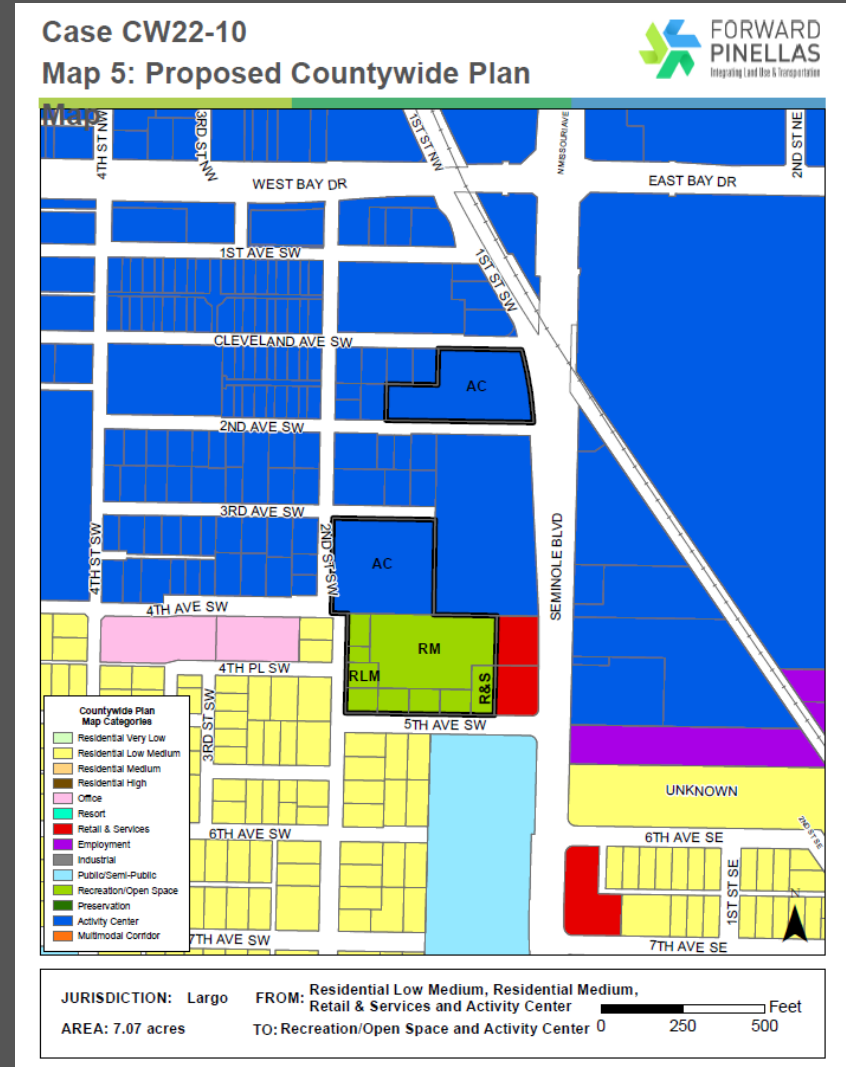 Case CW22-10
Map 5: Proposed Countywide Plan
Map
FORWARD
PINELLAS
Integrating Land Use & Transportation
4TH ST NW
3RD ST NW
1ST ST NW
N MISSOURI AVE
2ND ST NE
WEST BAY DR
EAST BAY DR
1ST AVE SW
1ST ST SW
CLEVELAND AVE SW
AC
2ND AVE SW
3RD AVE SW
4TH ST SW
2ND ST SW
AC
SEMINOLE BLVD
4TH AVE SW
RM
4TH PL SW
RLM
R&S
3RD ST SW
5TH AVE SW
Countywide Plan
Map Categories
Residential Very Low
Residential Low Medium
Residential Medium
Residential High
Office
Resort
Retail & Services
Employment
Industrial
Public/Semi-Public
Recreation/Open Space
Preservation
Activity Center
Multimodal Corridor
UNKNOWN
6TH AVE SW
6TH AVE SE
2ND ST SE
1ST ST SE
N
7TH AVE SW
7TH AVE SE
JURISDICTION: Largo
FROM: Residential Low Medium, Residential Medium,
Retail & Services and Activity Center
AREA: 7.07 acres
TO: Recreation/Open Space and Activity Center
Feet
0 250 500